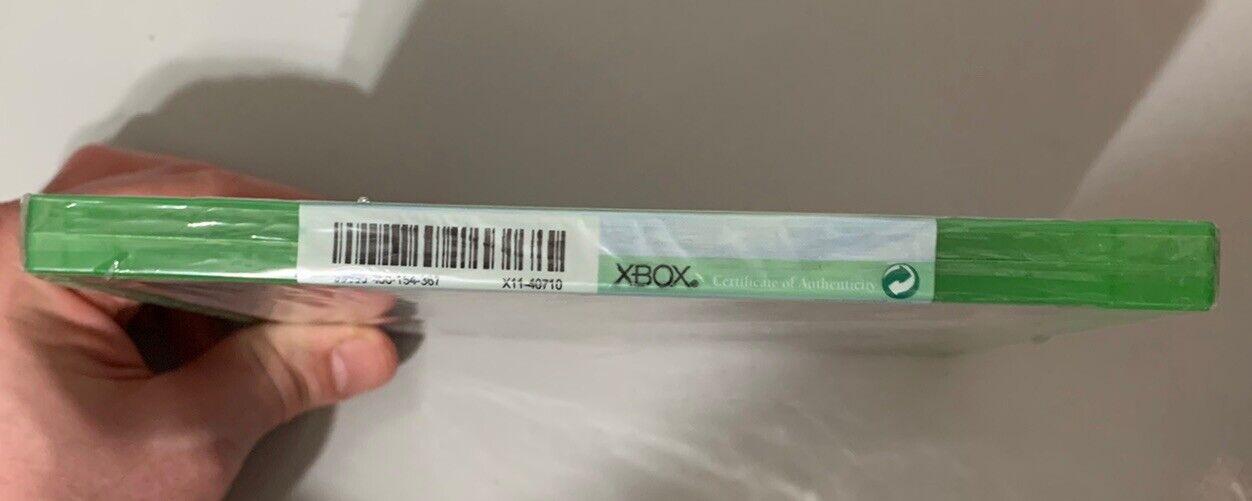 X11-40710
XBOX®
Certificate of Authenticity